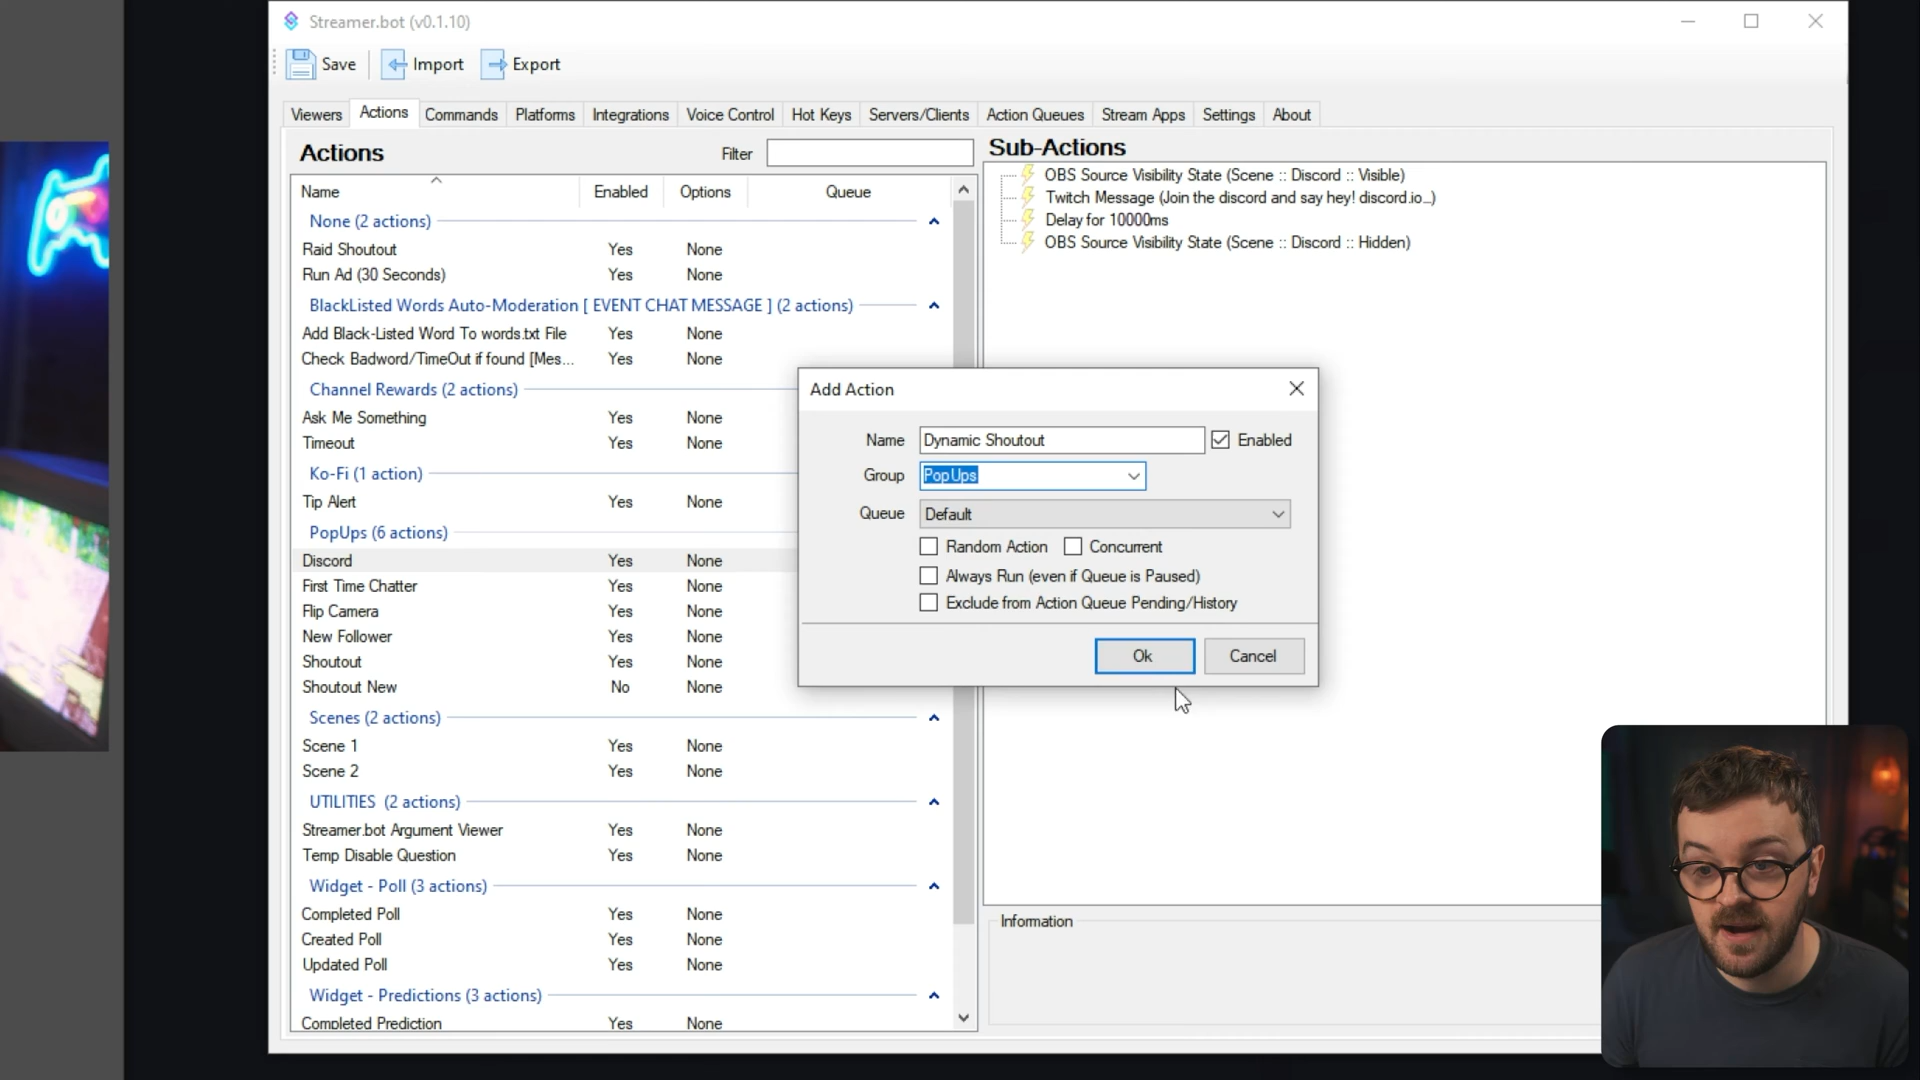 Streamer.bot (v0.1.10)
Save Import Export
Viewers Actions Commands Platforms Integrations Voice Control Hot Keys Servers/Clients Action Queues Stream Apps Settings About
Actions
Filter
Name Enabled Options Queue
None (2 actions)
Raid Shoutout Yes None
Run Ad (30 Seconds) Yes None
BlackListed Words Auto-Moderation [ EVENT CHAT MESSAGE ] (2 actions)
Add Black-Listed Word To words.txt File Yes None
Check Badword/TimeOut if found [Mes... Yes None
Channel Rewards (2 actions)
Ask Me Something Yes None
Timeout Yes None
Ko-Fi (1 action)
Tip Alert Yes None
PopUps (6 actions)
Discord Yes None
First Time Chatter Yes None
Flip Camera Yes None
New Follower Yes None
Shoutout Yes None
Shoutout New No None
Scenes (2 actions)
Scene 1 Yes None
Scene 2 Yes None
UTILITIES (2 actions)
Streamer.bot Argument Viewer Yes None
Temp Disable Question Yes None
Widget - Poll (3 actions)
Completed Poll Yes None
Created Poll Yes None
Updated Poll Yes None
Widget - Predictions (3 actions)
Completed Prediction Yes None
Sub-Actions
OBS Source Visibility State (Scene :: Discord :: Visible)
Twitch Message (Join the discord and say hey! discord.io...)
Delay for 10000ms
OBS Source Visibility State (Scene :: Discord :: Hidden)
Add Action
Name Dynamic Shoutout Enabled
Group PopUps
Queue Default
Random Action Concurrent
Always Run (even if Queue is Paused)
Exclude from Action Queue Pending/History
Ok Cancel
Information